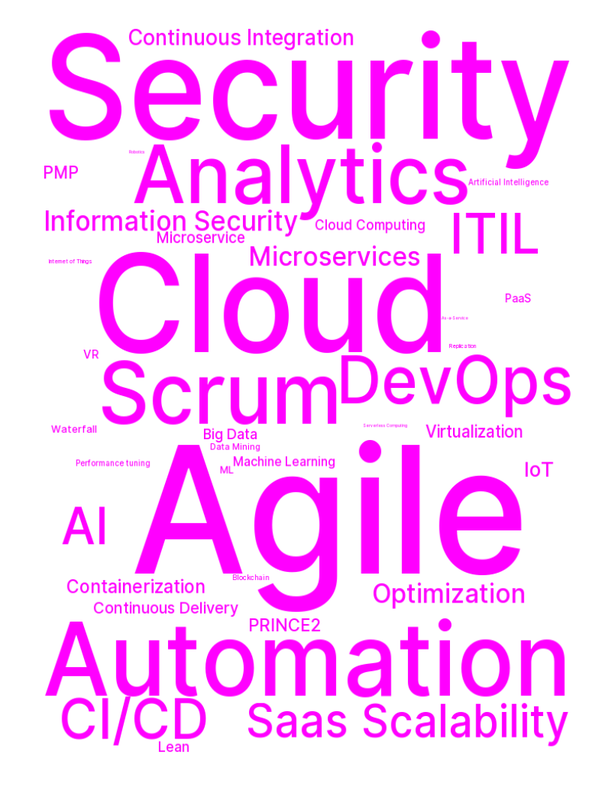 Continuous Integration
Security
Analytics
PMP
Artificial Intelligence
Information Security
Cloud Computing
ITIL
Microservice
Microservices
Internet of Things
Cloud
PaaS
Replication
VR
Scrum
DevOps
Serverless Computing
Waterfall
Big Data
Virtualization
Data Mining
Performance tuning
ML
Machine Learning
IoT
Agile
AI
Blockchain
Containerization
Optimization
Continuous Delivery
PRINCE2
Automation
CI/CD
Saas
Scalability
Lean